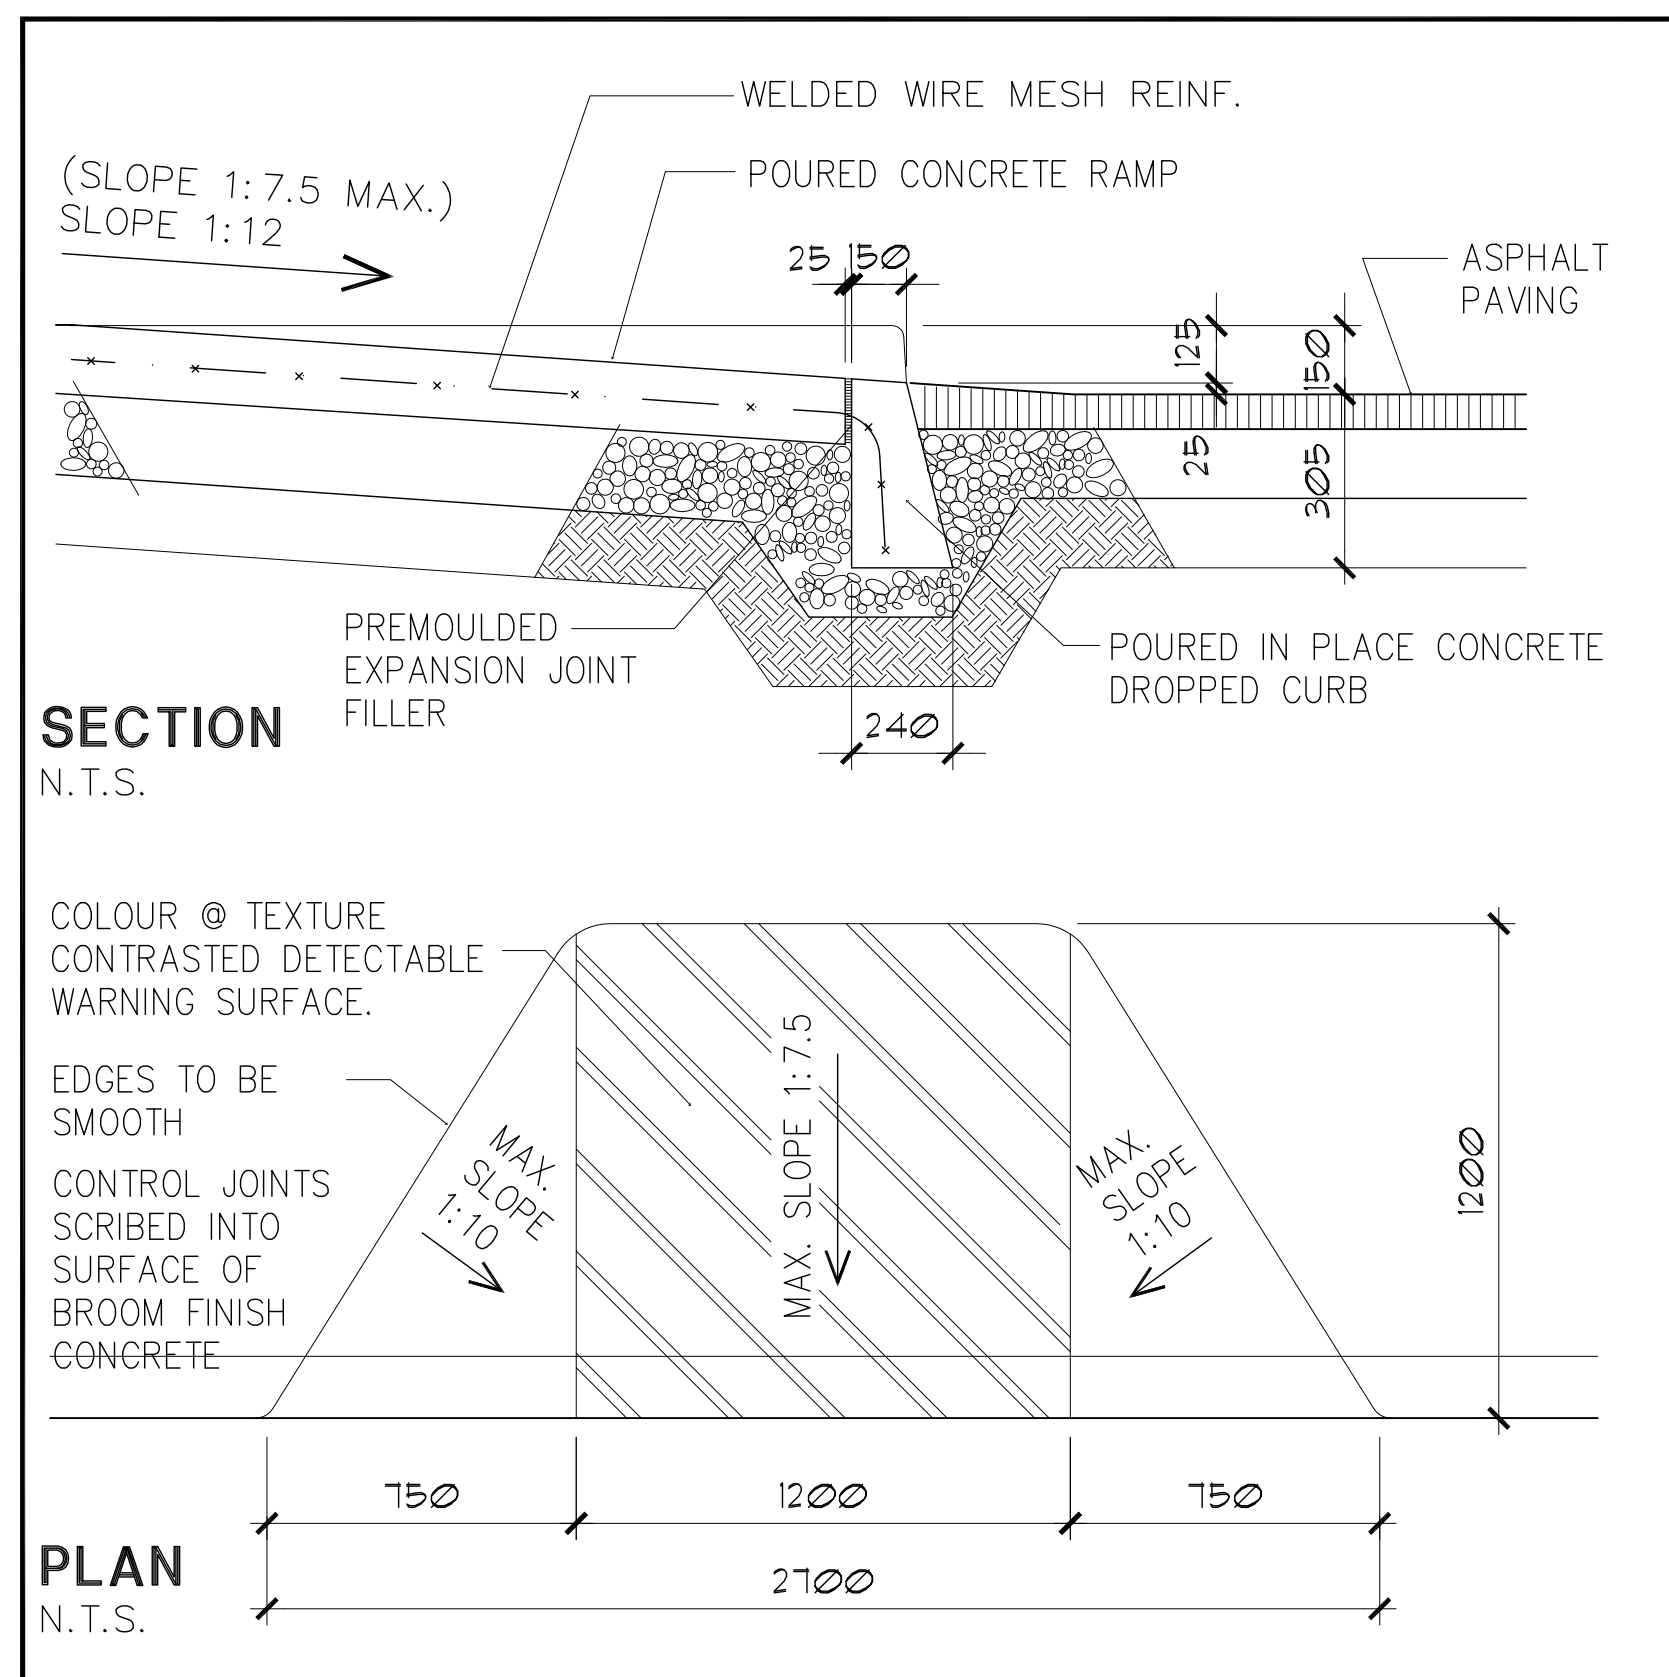 WELDED WIRE MESH REINF.
POURED CONCRETE RAMP
(SLOPE 1:7.5 MAX.)
SLOPE 1:12
25
150
ASPHALT
PAVING
125
150
25
305
PREMOULDED
EXPANSION JOINT
FILLER
POURED IN PLACE CONCRETE
DROPPED CURB
240
SECTION
N.T.S.
COLOUR @ TEXTURE
CONTRASTED DETECTABLE
WARNING SURFACE.
EDGES TO BE
SMOOTH
CONTROL JOINTS
SCRIBED INTO
SURFACE OF
BROOM FINISH
CONCRETE
MAX.
SLOPE
1:10
MAX. SLOPE 1:7.5
MAX.
SLOPE
1:10
1200
750
1200
750
2700
PLAN
N.T.S.